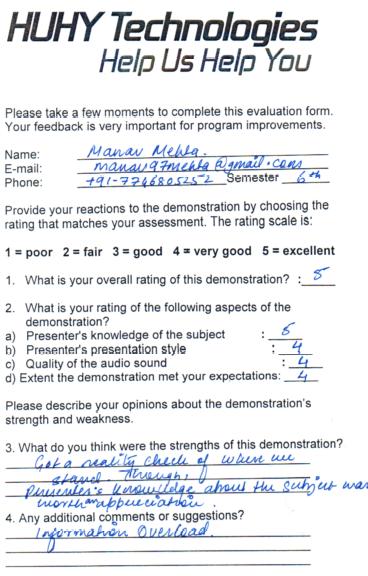 HUHY Technologies
Help Us Help You
Please take a few moments to complete this evaluation form.
Your feedback is very important for program improvements.
Name: Manav Mehta.
E-mail: manav97mehta@gmail.com
Phone: +91-7746805252 Semester 6th
Provide your reactions to the demonstration by choosing the
rating that matches your assessment. The rating scale is:
1 = poor 2 = fair 3 = good 4 = very good 5 = excellent
1. What is your overall rating of this demonstration? : 5
2. What is your rating of the following aspects of the
demonstration?
a) Presenter's knowledge of the subject : 5
b) Presenter's presentation style : 4
c) Quality of the audio sound : 4
d) Extent the demonstration met your expectations: 4
Please describe your opinions about the demonstration's
strength and weakness.
3. What do you think were the strengths of this demonstration?
Got a reality check of where we
stand. Through,
Presenter's knowledge about the subject was
worth appreciation.
4. Any additional comments or suggestions?
Information Overload.